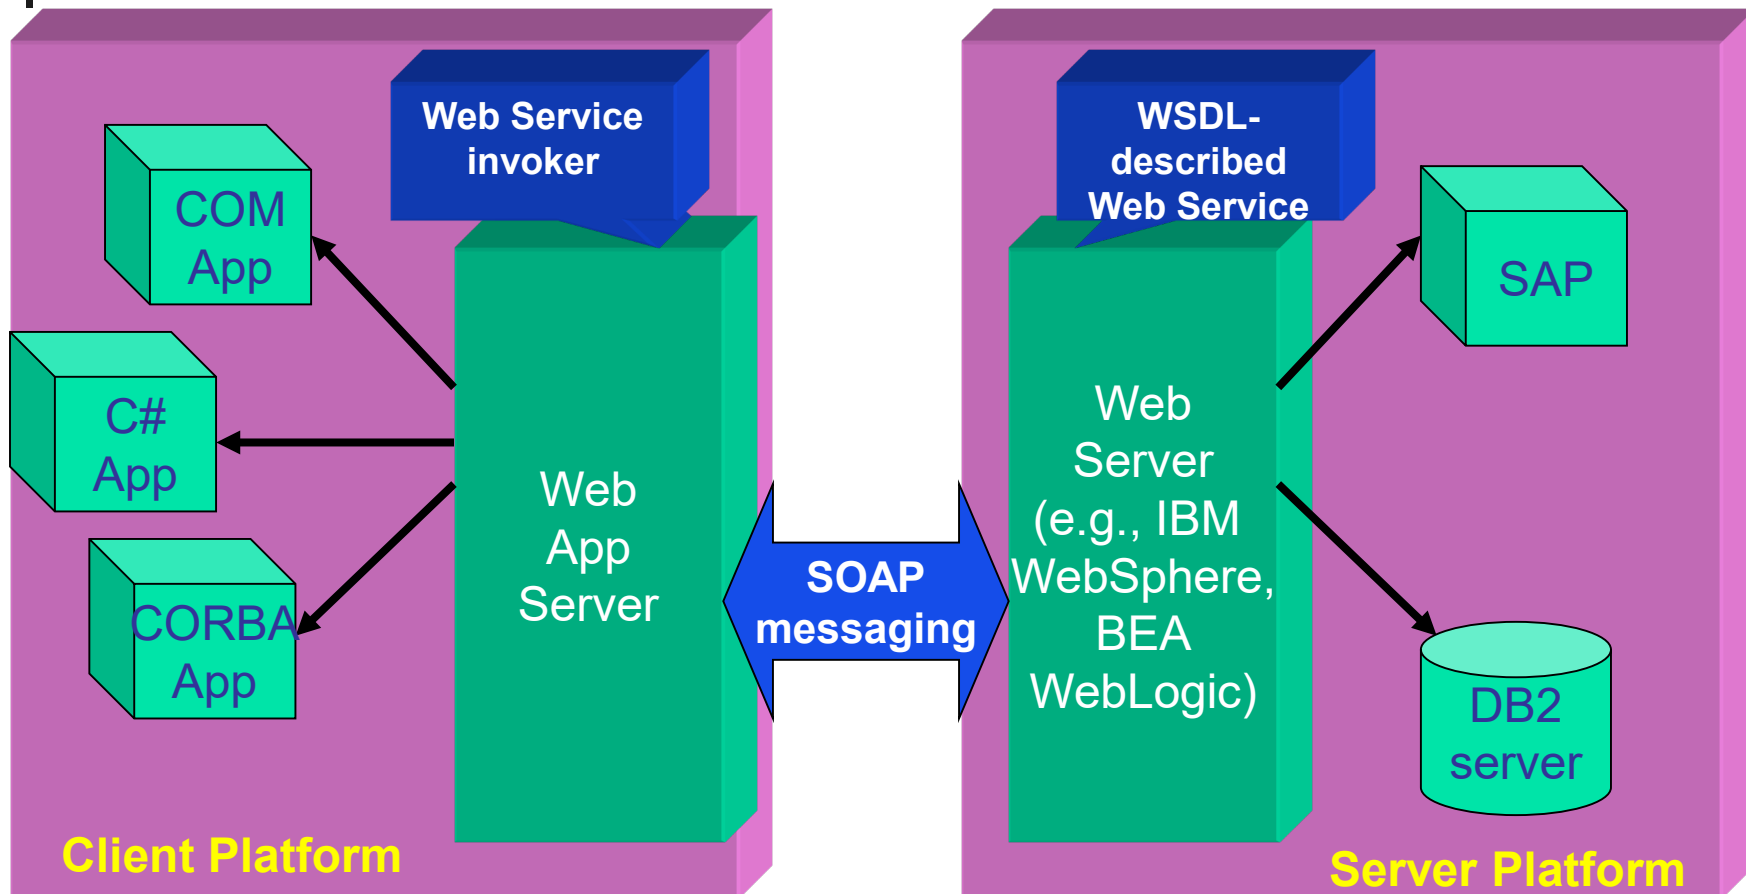 Web Service
invoker
COM
App
C#
App
CORBA
App
Web
App
Server
Client Platform
SOAP
messaging
WSDL-
described
Web Service
Web
Server
(e.g., IBM
WebSphere,
BEA
WebLogic)
SAP
DB2
server
Server Platform